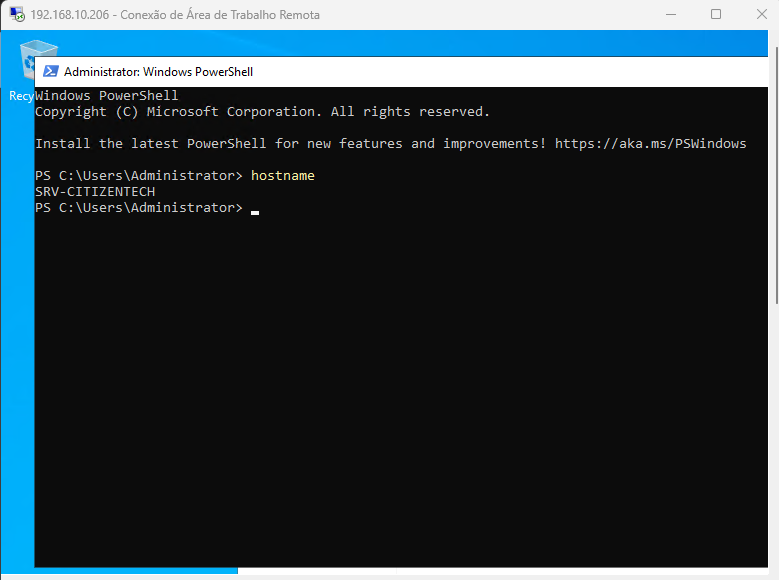 192.168.10.206 - Conexão de Área de Trabalho Remota
Administrator: Windows PowerShell
Recy
Windows PowerShell
Copyright (C) Microsoft Corporation. All rights reserved.
Install the latest PowerShell for new features and improvements! https://aka.ms/PSWindows
PS C:\Users\Administrator> hostname
SRV-CITIZENTECH
PS C:\Users\Administrator>